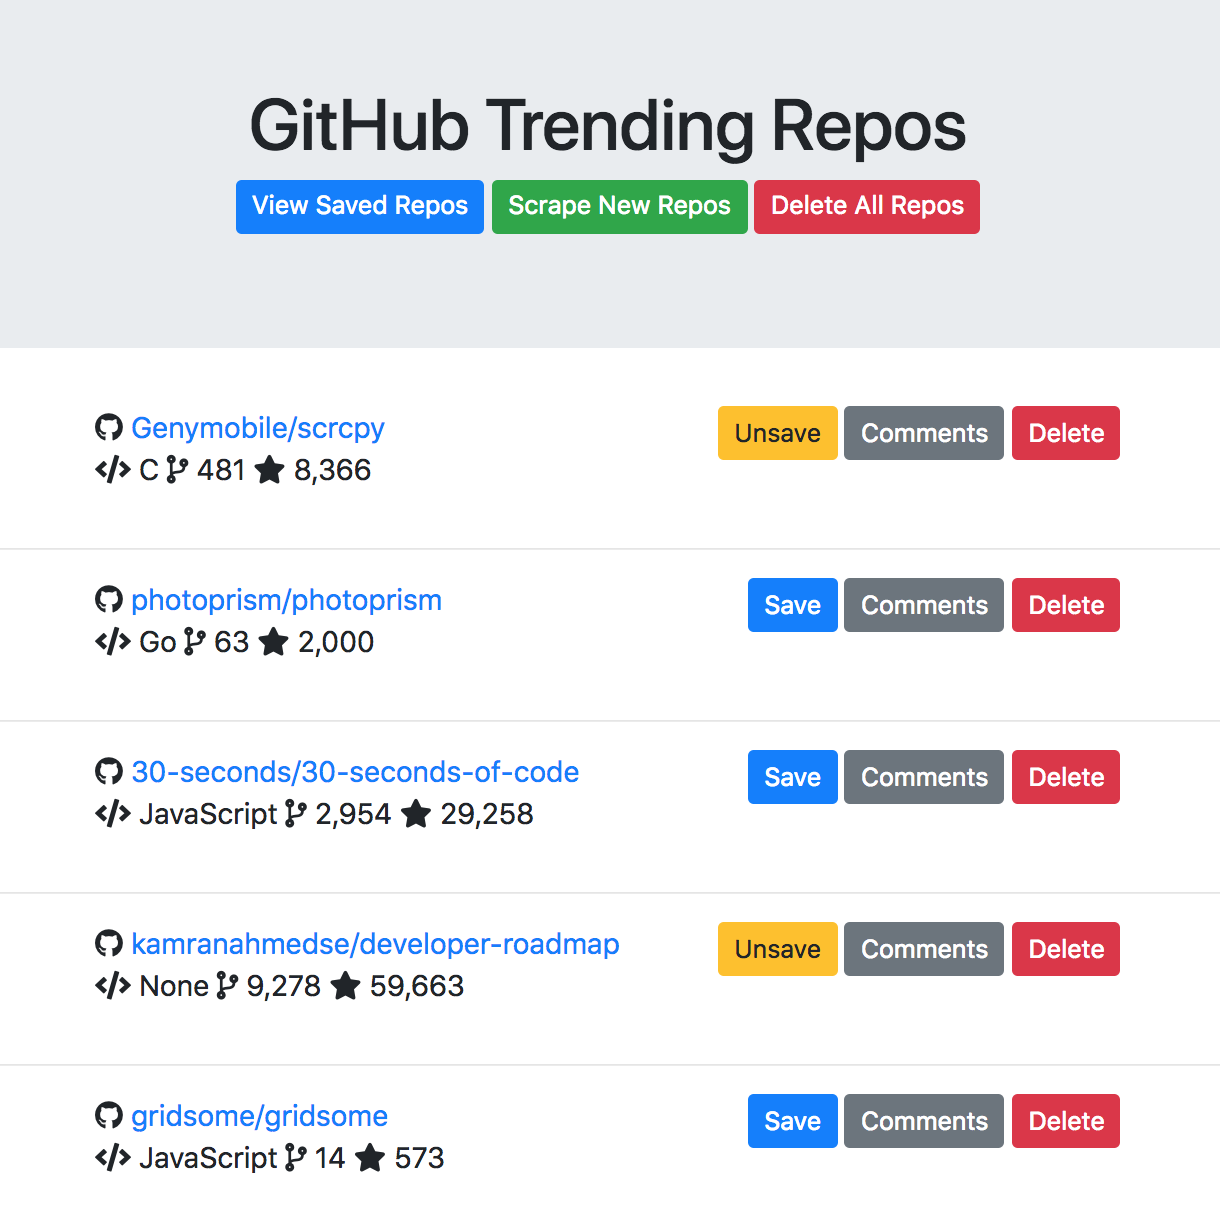 GitHub Trending Repos
View Saved Repos Scrape New Repos Delete All Repos
Genymobile/scrcpy Unsave Comments Delete
C 481 8,366
photoprism/photoprism Save Comments Delete
Go 63 2,000
30-seconds/30-seconds-of-code Save Comments Delete
JavaScript 2,954 29,258
kamranahmedse/developer-roadmap Unsave Comments Delete
None 9,278 59,663
gridsome/gridsome Save Comments Delete
JavaScript 14 573